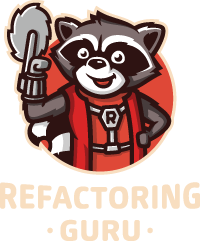 R
REFACTORING
· GURU ·